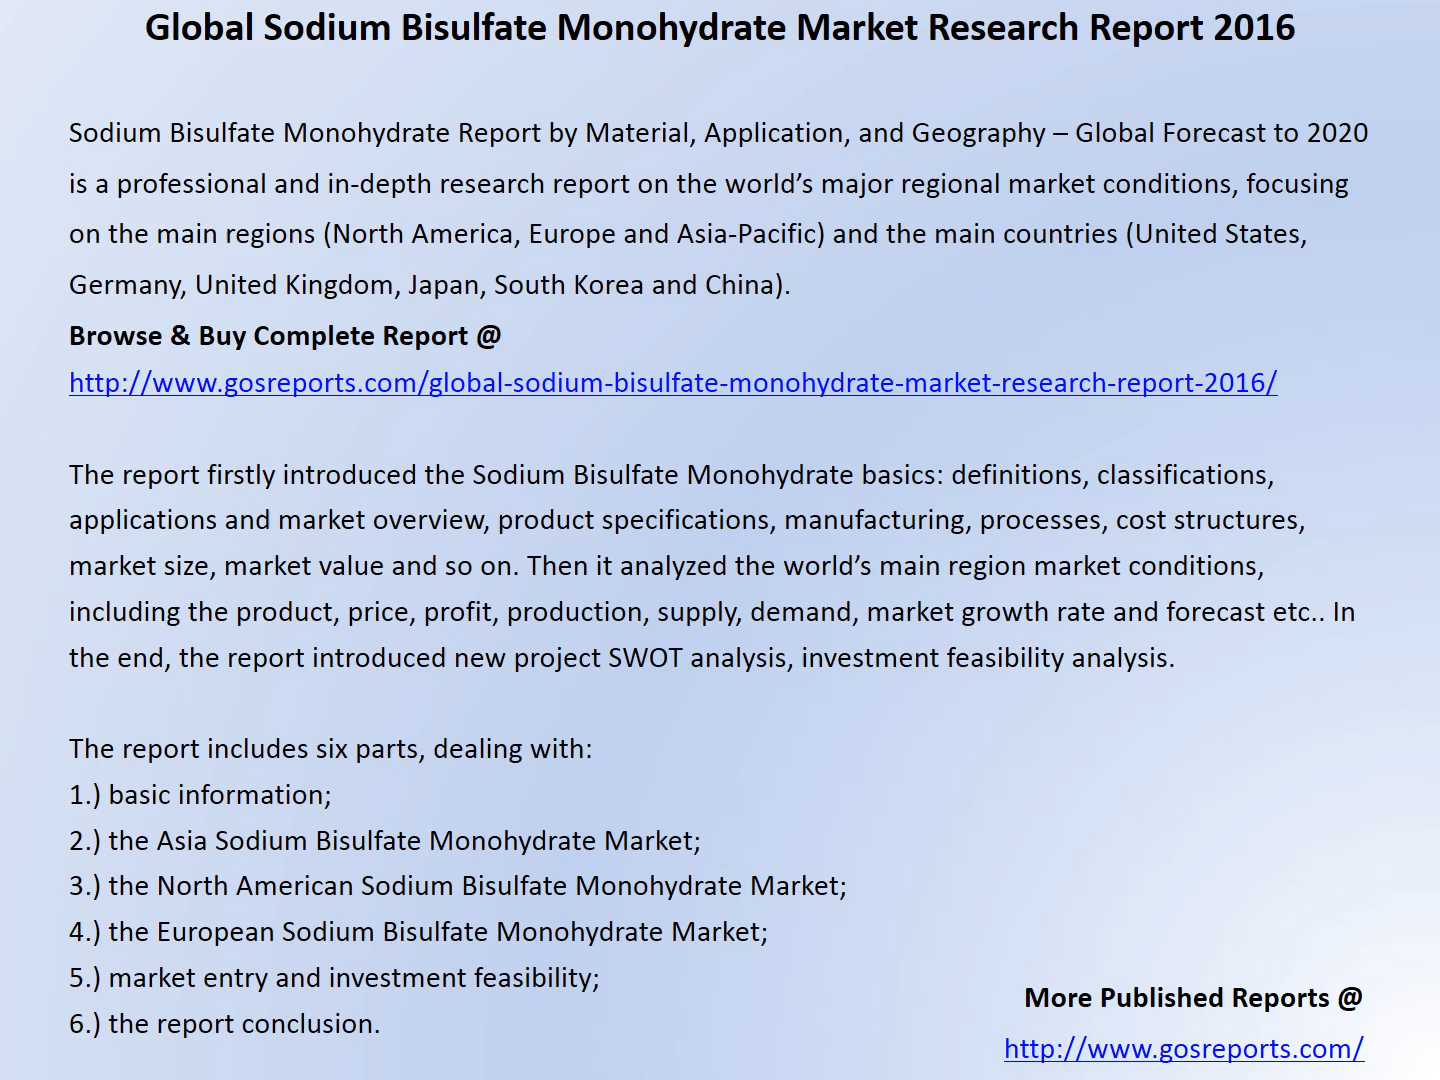 Global Sodium Bisulfate Monohydrate Market Research Report 2016
Sodium Bisulfate Monohydrate Report by Material, Application, and Geography – Global Forecast to 2020
is a professional and in-depth research report on the world’s major regional market conditions, focusing
on the main regions (North America, Europe and Asia-Pacific) and the main countries (United States,
Germany, United Kingdom, Japan, South Korea and China).
Browse & Buy Complete Report @
http://www.gosreports.com/global-sodium-bisulfate-monohydrate-market-research-report-2016/
The report firstly introduced the Sodium Bisulfate Monohydrate basics: definitions, classifications,
applications and market overview, product specifications, manufacturing, processes, cost structures,
market size, market value and so on. Then it analyzed the world’s main region market conditions,
including the product, price, profit, production, supply, demand, market growth rate and forecast etc.. In
the end, the report introduced new project SWOT analysis, investment feasibility analysis.
The report includes six parts, dealing with:
1.) basic information;
2.) the Asia Sodium Bisulfate Monohydrate Market;
3.) the North American Sodium Bisulfate Monohydrate Market;
4.) the European Sodium Bisulfate Monohydrate Market;
5.) market entry and investment feasibility;
6.) the report conclusion.
More Published Reports @
http://www.gosreports.com/